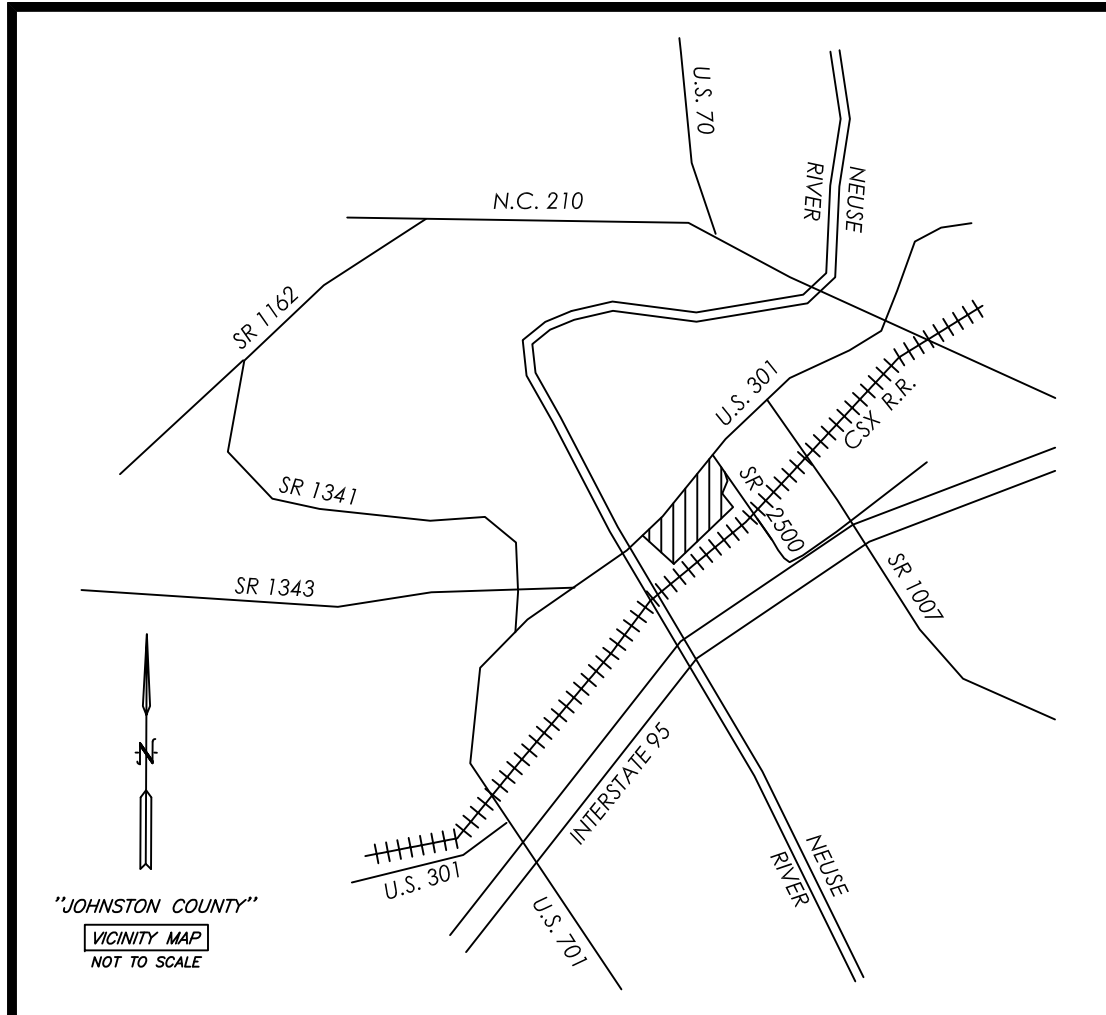 U.S. 70
NEUSE
RIVER
N.C. 210
SR 1162
U.S. 301
CSX R.R.
SR 1341
SR 2500
SR 1343
SR 1007
INTERSTATE 95
NEUSE
RIVER
U.S. 301
U.S. 701
N
"JOHNSTON COUNTY"
VICINITY MAP
NOT TO SCALE